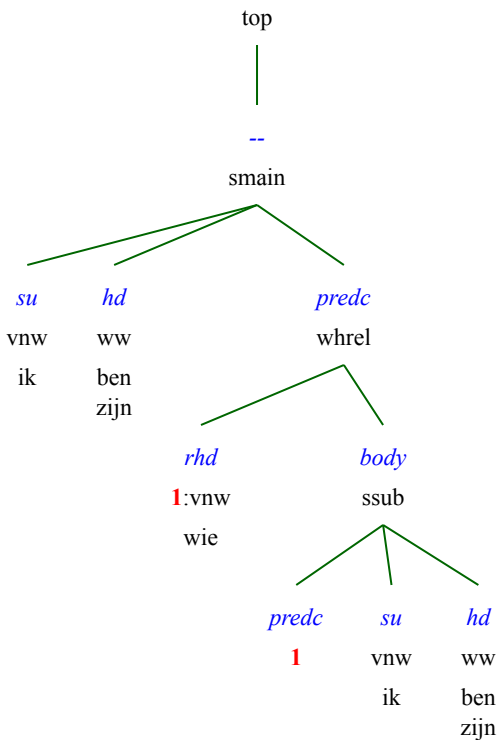 top
--
smain
su hd predc
vnw ww whrel
ik ben
zijn
rhd body
1:vnw ssub
wie
predc su hd
1 vnw ww
ik ben
zijn